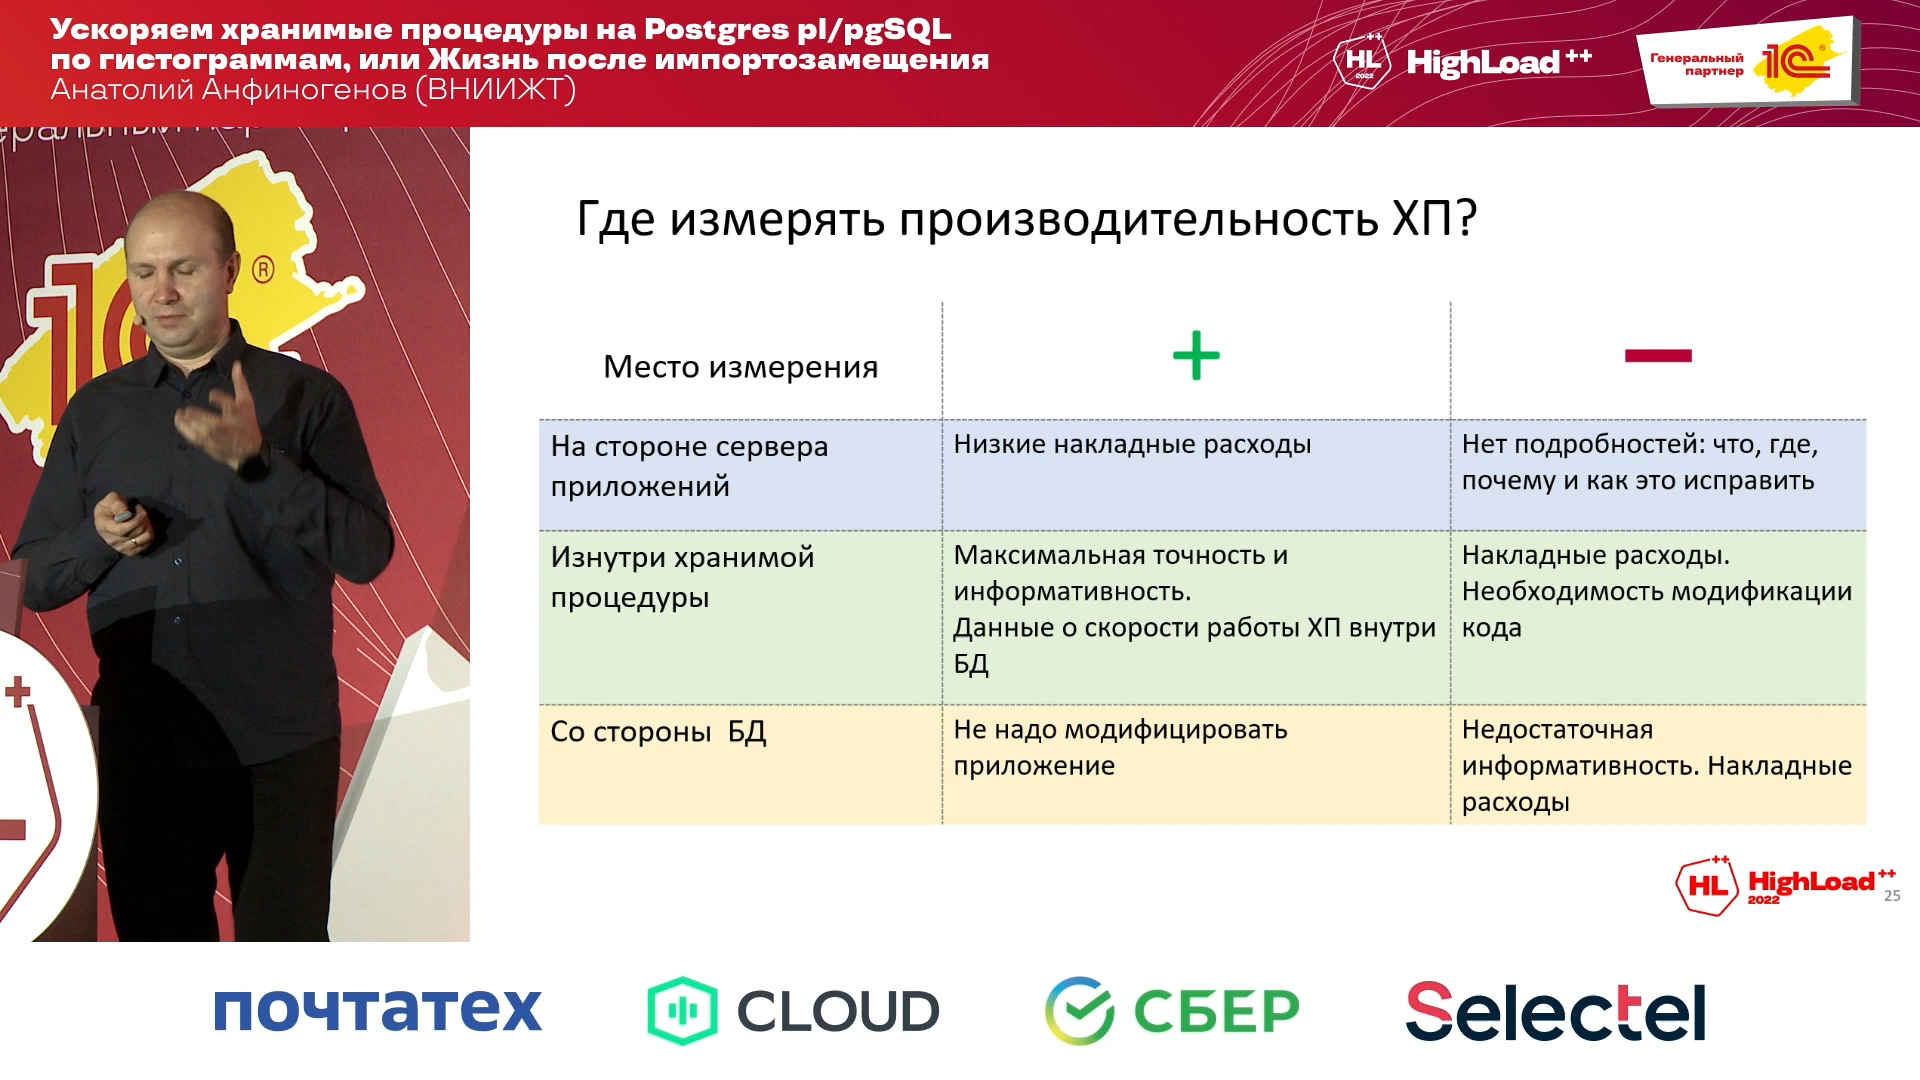 Ускоряем хранимые процедуры на Postgres pl/pgSQL
по гистограммам, или Жизнь после импортозамещения
Анатолий Анфиногенов (ВНИИЖТ)
HL++
2022
HighLoad++
Генеральный
партнер
1С®
®
Где измерять производительность ХП?
Место измерения
+
−
На стороне сервера
приложений
Низкие накладные расходы
Нет подробностей: что, где,
почему и как это исправить
Изнутри хранимой
процедуры
Максимальная точность и
информативность.
Данные о скорости работы ХП внутри
БД
Накладные расходы.
Необходимость модификации
кода
Со стороны БД
Не надо модифицировать
приложение
Недостаточная
информативность. Накладные
расходы
HL++
HighLoad++
2022
25
почтатех
CLOUD
СБЕР
Selectel